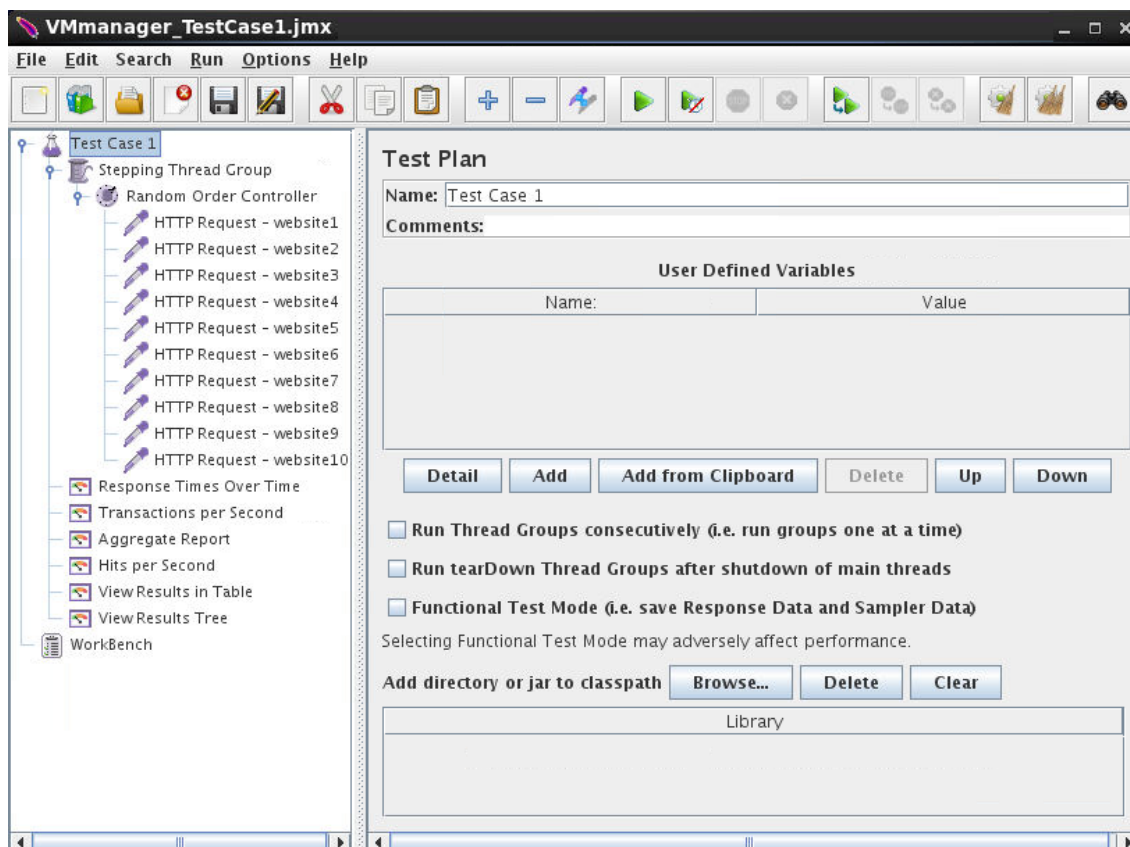 VMmanager_TestCase1.jmx
File Edit Search Run Options Help
Test Case 1
Stepping Thread Group
Random Order Controller
HTTP Request - website1
HTTP Request - website2
HTTP Request - website3
HTTP Request - website4
HTTP Request - website5
HTTP Request - website6
HTTP Request - website7
HTTP Request - website8
HTTP Request - website9
HTTP Request - website10
Response Times Over Time
Transactions per Second
Aggregate Report
Hits per Second
View Results in Table
View Results Tree
WorkBench
Test Plan
Name: Test Case 1
Comments:
User Defined Variables
Name: Value
Detail Add Add from Clipboard Delete Up Down
Run Thread Groups consecutively (i.e. run groups one at a time)
Run tearDown Thread Groups after shutdown of main threads
Functional Test Mode (i.e. save Response Data and Sampler Data)
Selecting Functional Test Mode may adversely affect performance.
Add directory or jar to classpath Browse... Delete Clear
Library